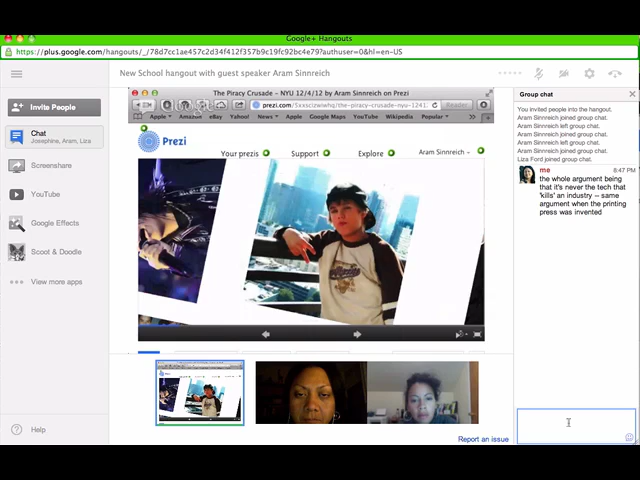 Google+ Hangouts
https://plus.google.com/hangouts/_/78d7cc1ae457c2d34f412f357b9c19fc92bc4e79?authuser=0&hl=en-US
New School hangout with guest speaker Aram Sinnreich
Group chat
Invite People
Chat
Josephine, Aram, Liza
Screenshare
YouTube
Google Effects
Scoot & Doodle
View more apps
Help
The Piracy Crusade – NYU 12/4/12 by Aram Sinnreich on Prezi
Reader
Apple
Amazon
eBay
Yahoo!
News
Apple
Google Maps
YouTube
Wikipedia
Popular
Prezi
Your prezis
Support
Explore
Aram Sinnreich
You invited people into the hangout.
Aram Sinnreich joined group chat.
Aram Sinnreich left group chat.
Aram Sinnreich joined group chat.
Aram Sinnreich left group chat.
Aram Sinnreich joined group chat.
Liza Ford joined group chat.
me 8:47 PM
the whole argument being
that it's never the tech that
'kills' an industry -- same
argument when the printing
press was invented
Report an issue